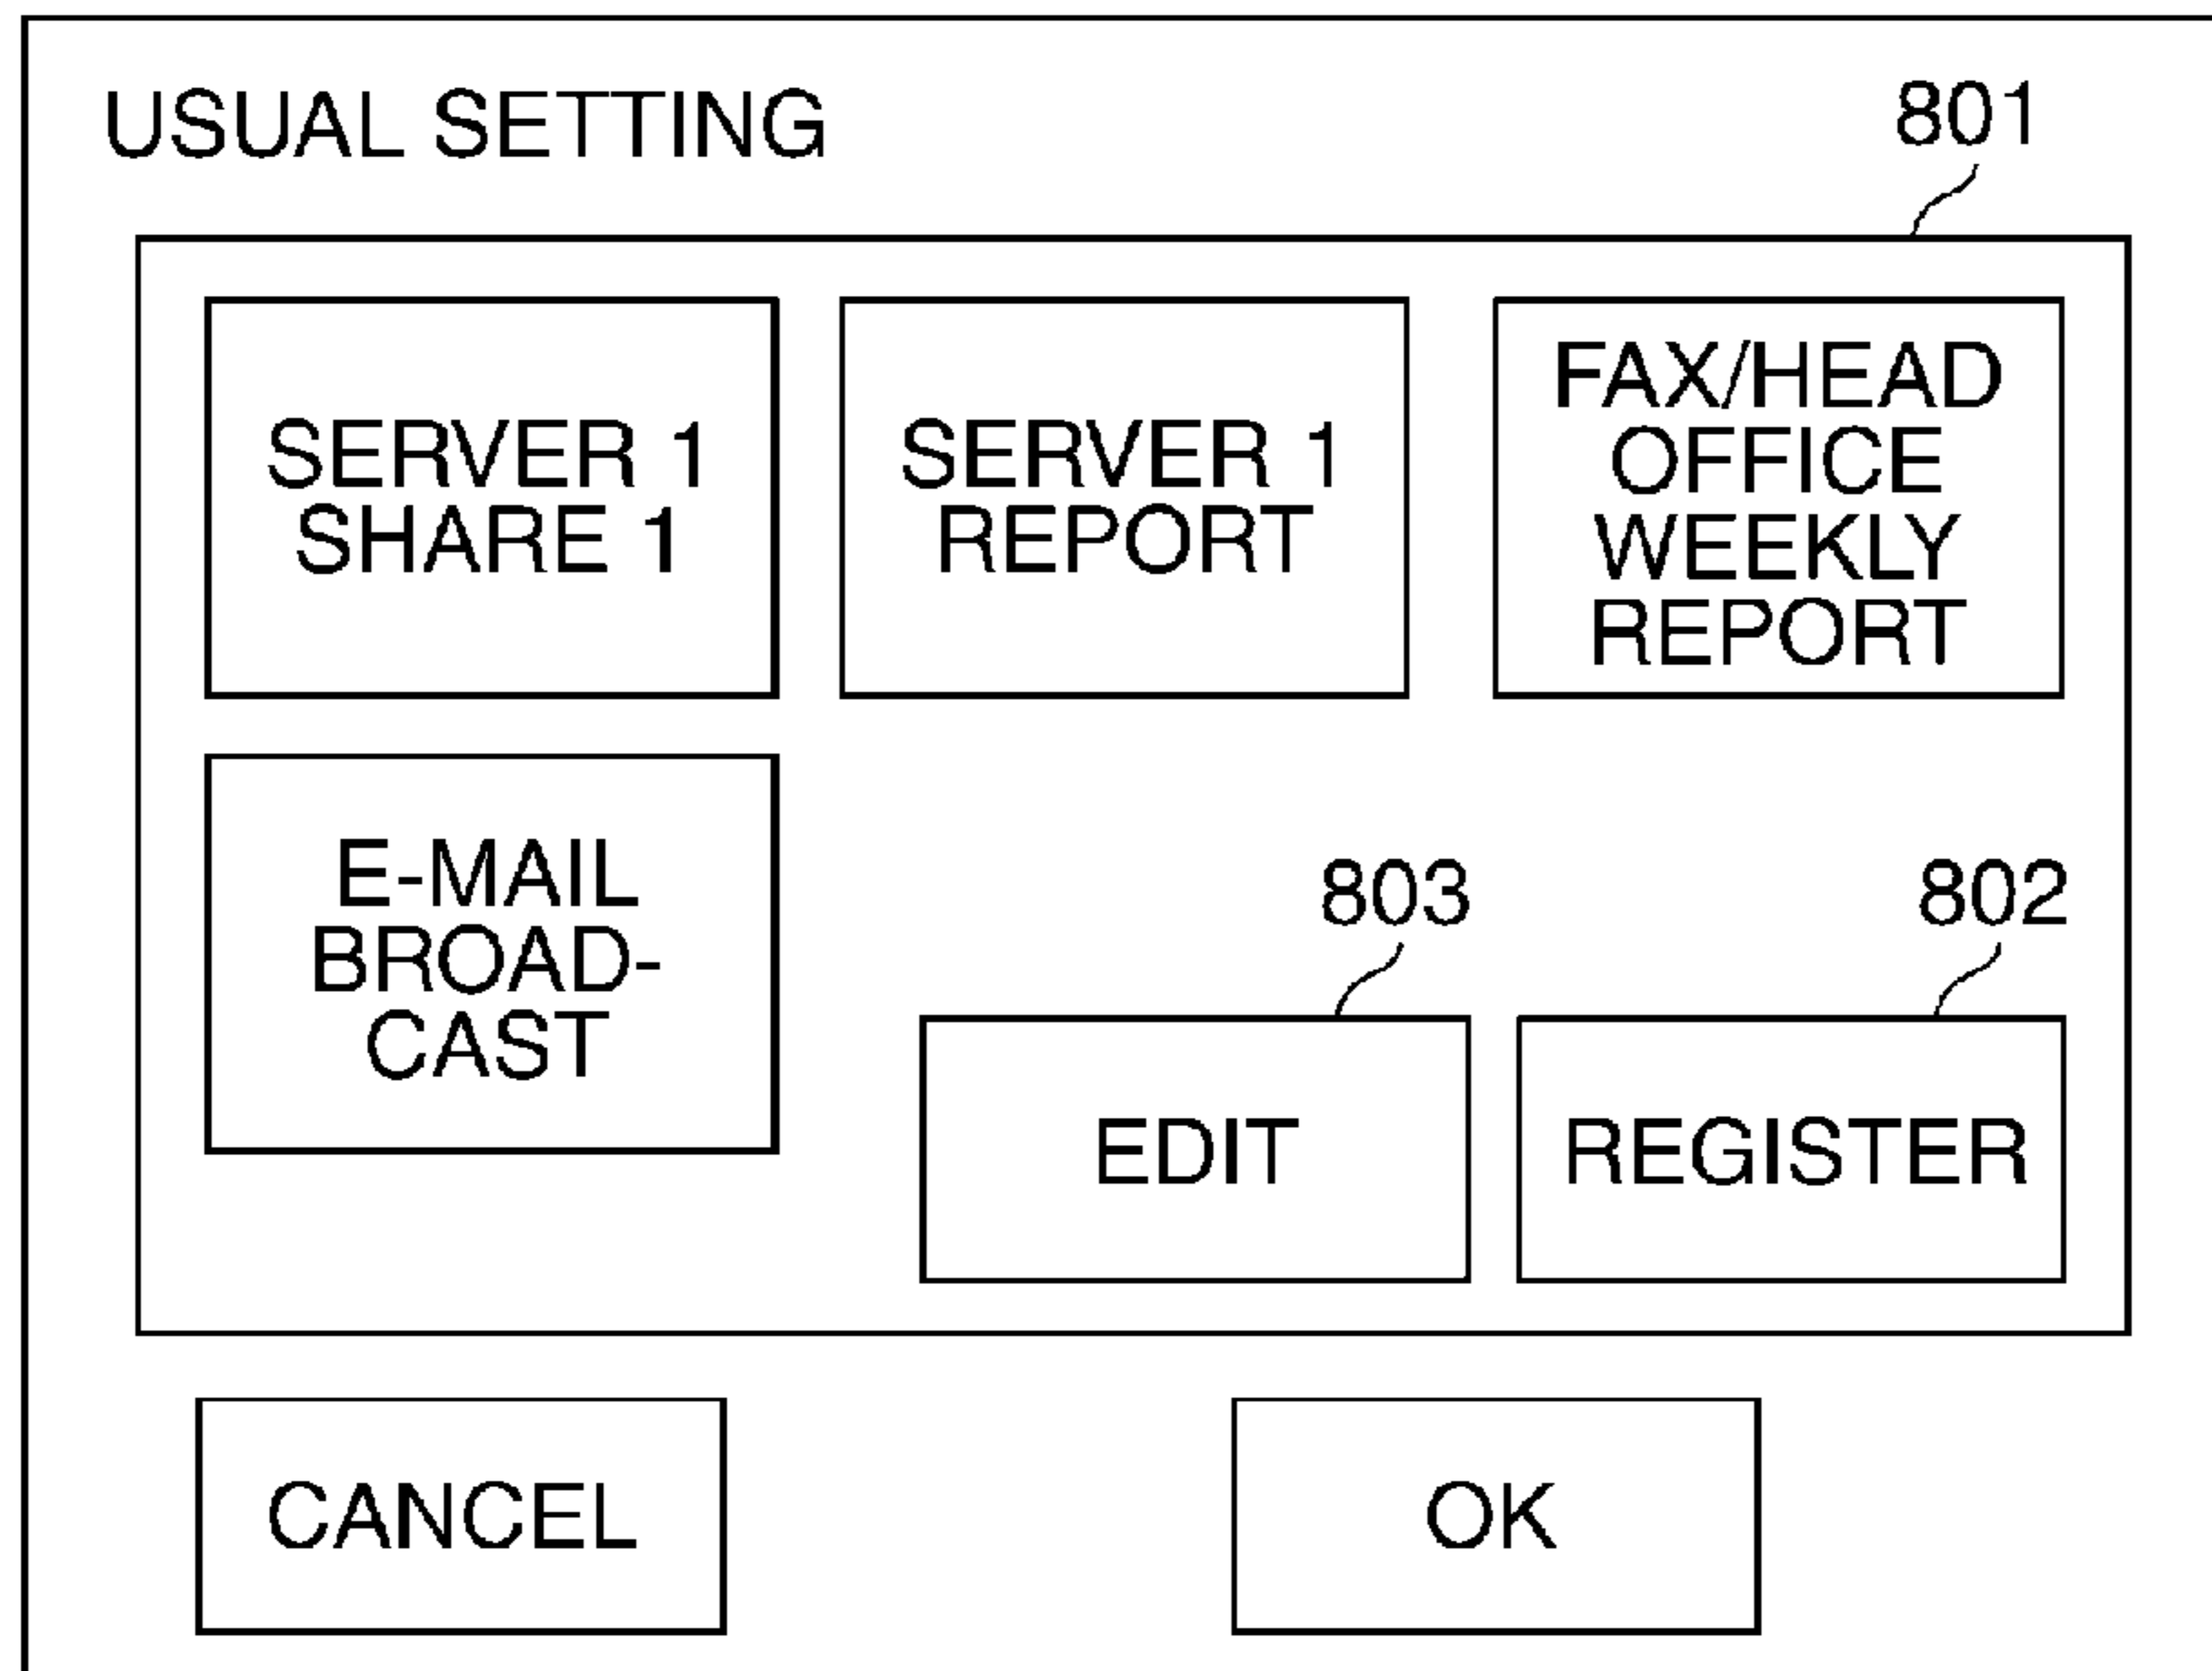 USUAL SETTING
801
SERVER 1
SHARE 1
SERVER 1
REPORT
FAX/HEAD
OFFICE
WEEKLY
REPORT
E-MAIL
BROAD-
CAST
803
802
EDIT
REGISTER
CANCEL
OK